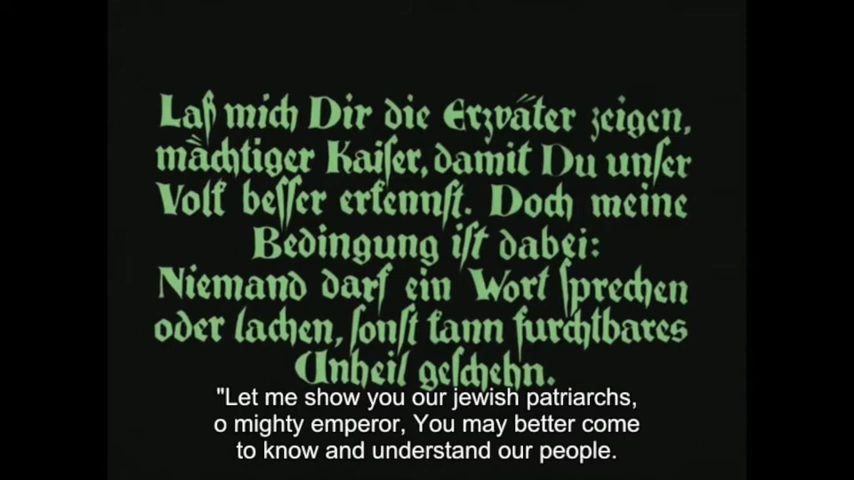 Laß mich Dir die Erzväter zeigen,
mächtiger Kaiser, damit Du unser
Volk besser erkennst. Doch meine
Bedingung ist dabei:
Niemand darf ein Wort sprechen
oder lachen, sonst kann furchtbares
Unheil geschehn.
"Let me show you our jewish patriarchs,
o mighty emperor, You may better come
to know and understand our people.